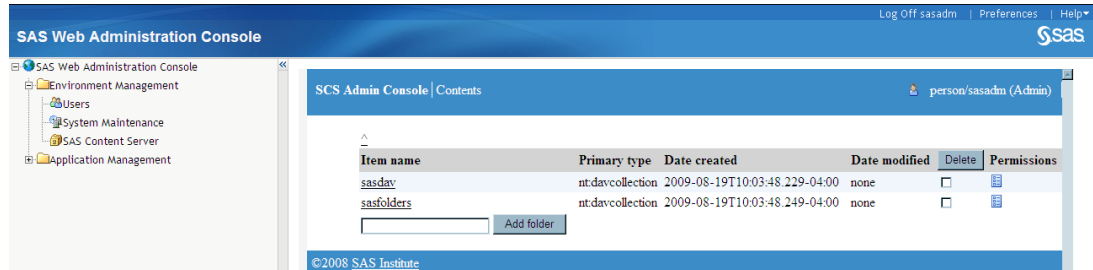 Log Off sasadm | Preferences | Help
SAS Web Administration Console
sas
SAS Web Administration Console
Environment Management
Users
System Maintenance
SAS Content Server
Application Management
SCS Admin Console | Contents
person/sasadm (Admin)
^
Item name Primary type Date created Date modified Delete Permissions
sasdav nt:davcollection 2009-08-19T10:03:48.229-04:00 none
sasfolders nt:davcollection 2009-08-19T10:03:48.249-04:00 none
Add folder
©2008 SAS Institute